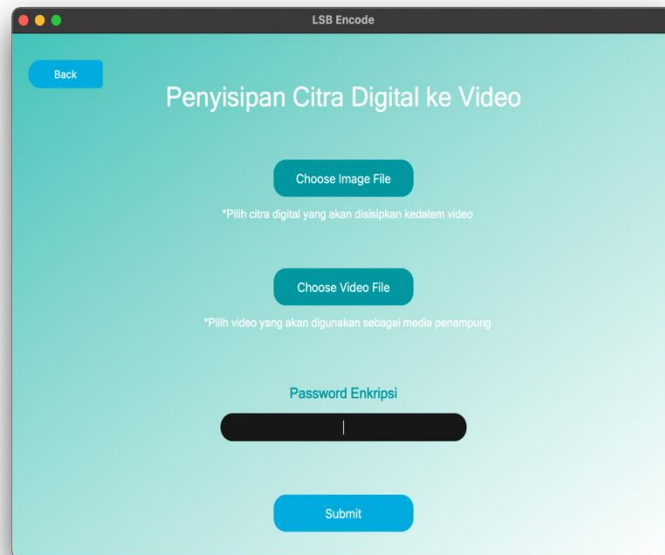 LSB Encode
Back
Penyisipan Citra Digital ke Video
Choose Image File
*Pilih citra digital yang akan disisipkan kedalam video
Choose Video File
*Pilih video yang akan digunakan sebagai media penampung
Password Enkripsi
Submit